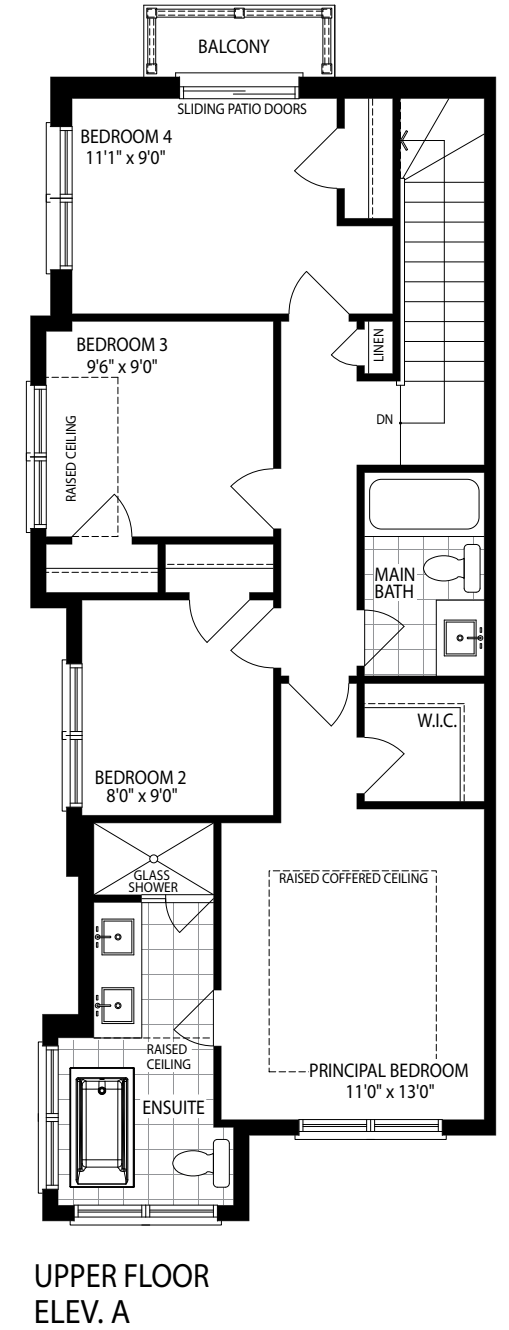 BALCONY
SLIDING PATIO DOORS
BEDROOM 4
11'1" x 9'0"
BEDROOM 3
9'6" x 9'0"
LINEN
RAISED CEILING
DN
MAIN
BATH
W.I.C.
BEDROOM 2
8'0" x 9'0"
GLASS
SHOWER
RAISED COFFERED CEILING
RAISED
CEILING
PRINCIPAL BEDROOM
11'0" x 13'0"
ENSUITE
UPPER FLOOR
ELEV. A